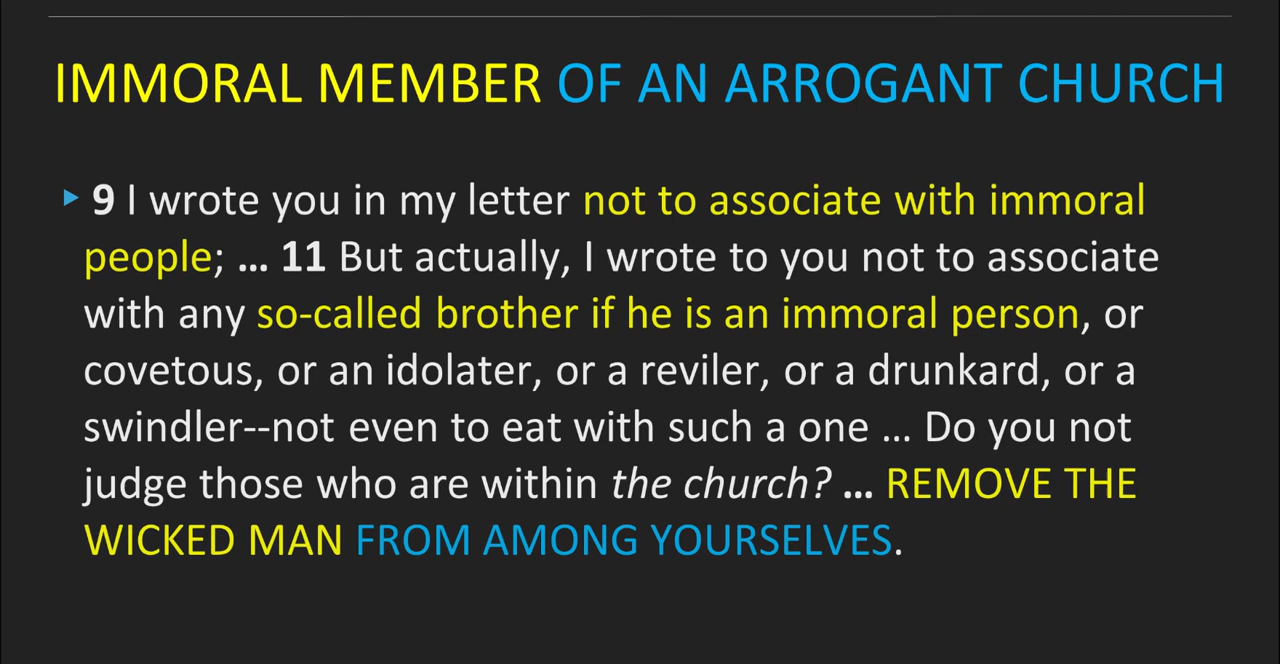 IMMORAL MEMBER OF AN ARROGANT CHURCH
9 I wrote you in my letter not to associate with immoral
people; ... 11 But actually, I wrote to you not to associate
with any so-called brother if he is an immoral person, or
covetous, or an idolater, or a reviler, or a drunkard, or a
swindler--not even to eat with such a one ... Do you not
judge those who are within the church? ... REMOVE THE
WICKED MAN FROM AMONG YOURSELVES.